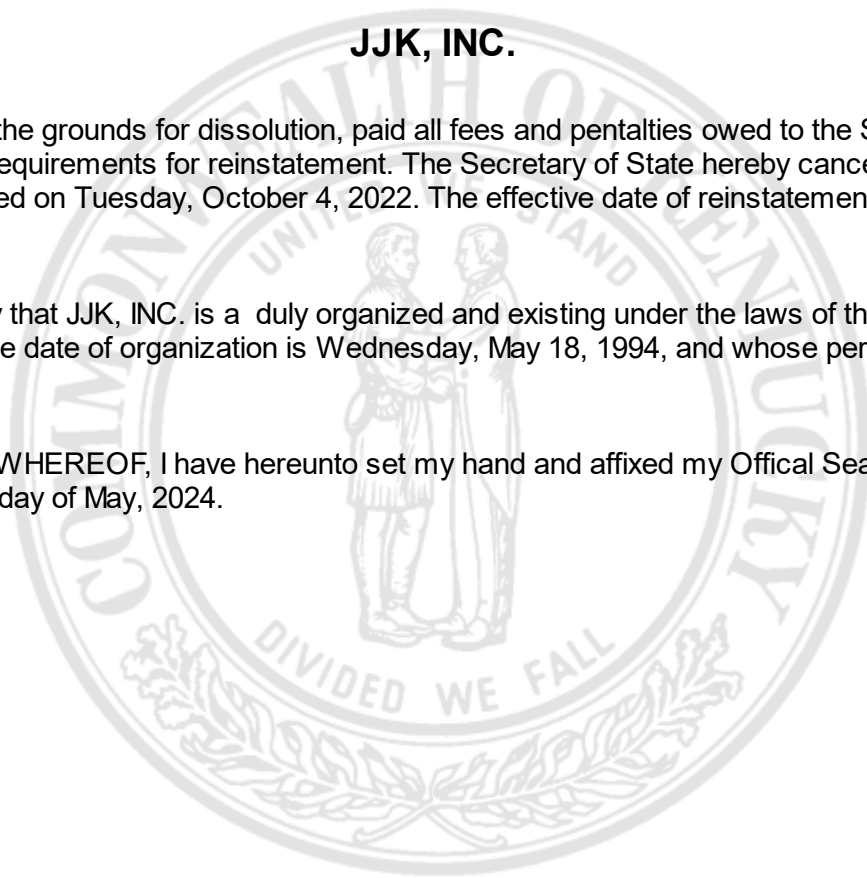 JJK, INC.
the grounds for dissolution, paid all fees and pentalties owed to the S
equirements for reinstatement. The Secretary of State hereby cance
ed on Tuesday, October 4, 2022. The effective date of reinstatemen
y that JJK, INC. is a  duly organized and existing under the laws of th
e date of organization is Wednesday, May 18, 1994, and whose per
WHEREOF, I have hereunto set my hand and affixed my Offical Sea
day of May, 2024.
COMMONWEALTH OF KENTUCKY
UNITED WE STAND
DIVIDED WE FALL